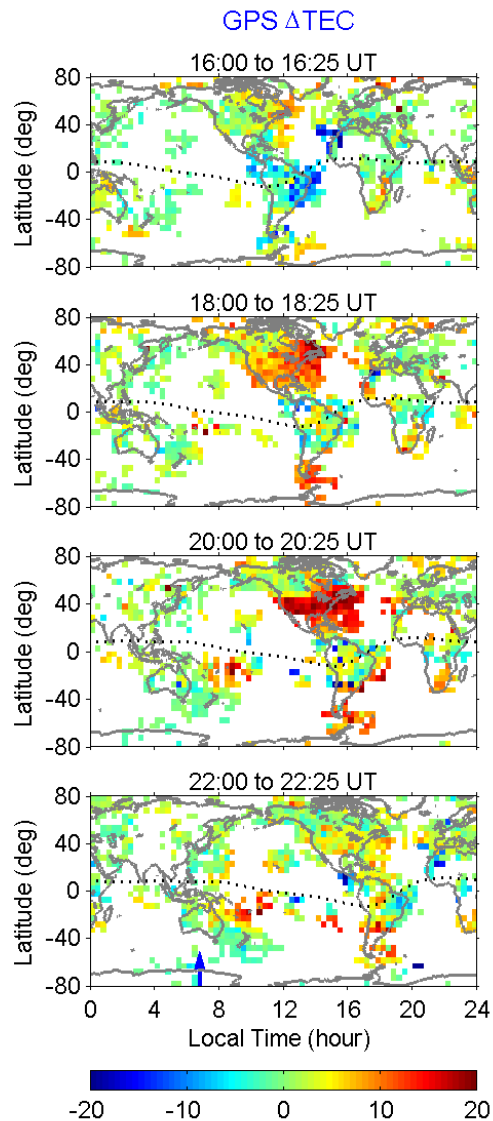 GPS ΔTEC
16:00 to 16:25 UT
80
40
0
-40
-80
Latitude (deg)
18:00 to 18:25 UT
80
40
0
-40
-80
Latitude (deg)
20:00 to 20:25 UT
80
40
0
-40
-80
Latitude (deg)
22:00 to 22:25 UT
80
40
0
-40
-80
Latitude (deg)
0 4 8 12 16 20 24
Local Time (hour)
-20 -10 0 10 20